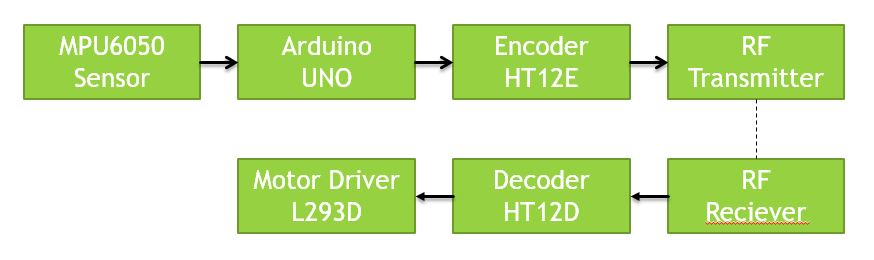 MPU6050
Sensor
Arduino
UNO
Encoder
HT12E
RF
Transmitter
Motor Driver
L293D
Decoder
HT12D
RF
Reciever